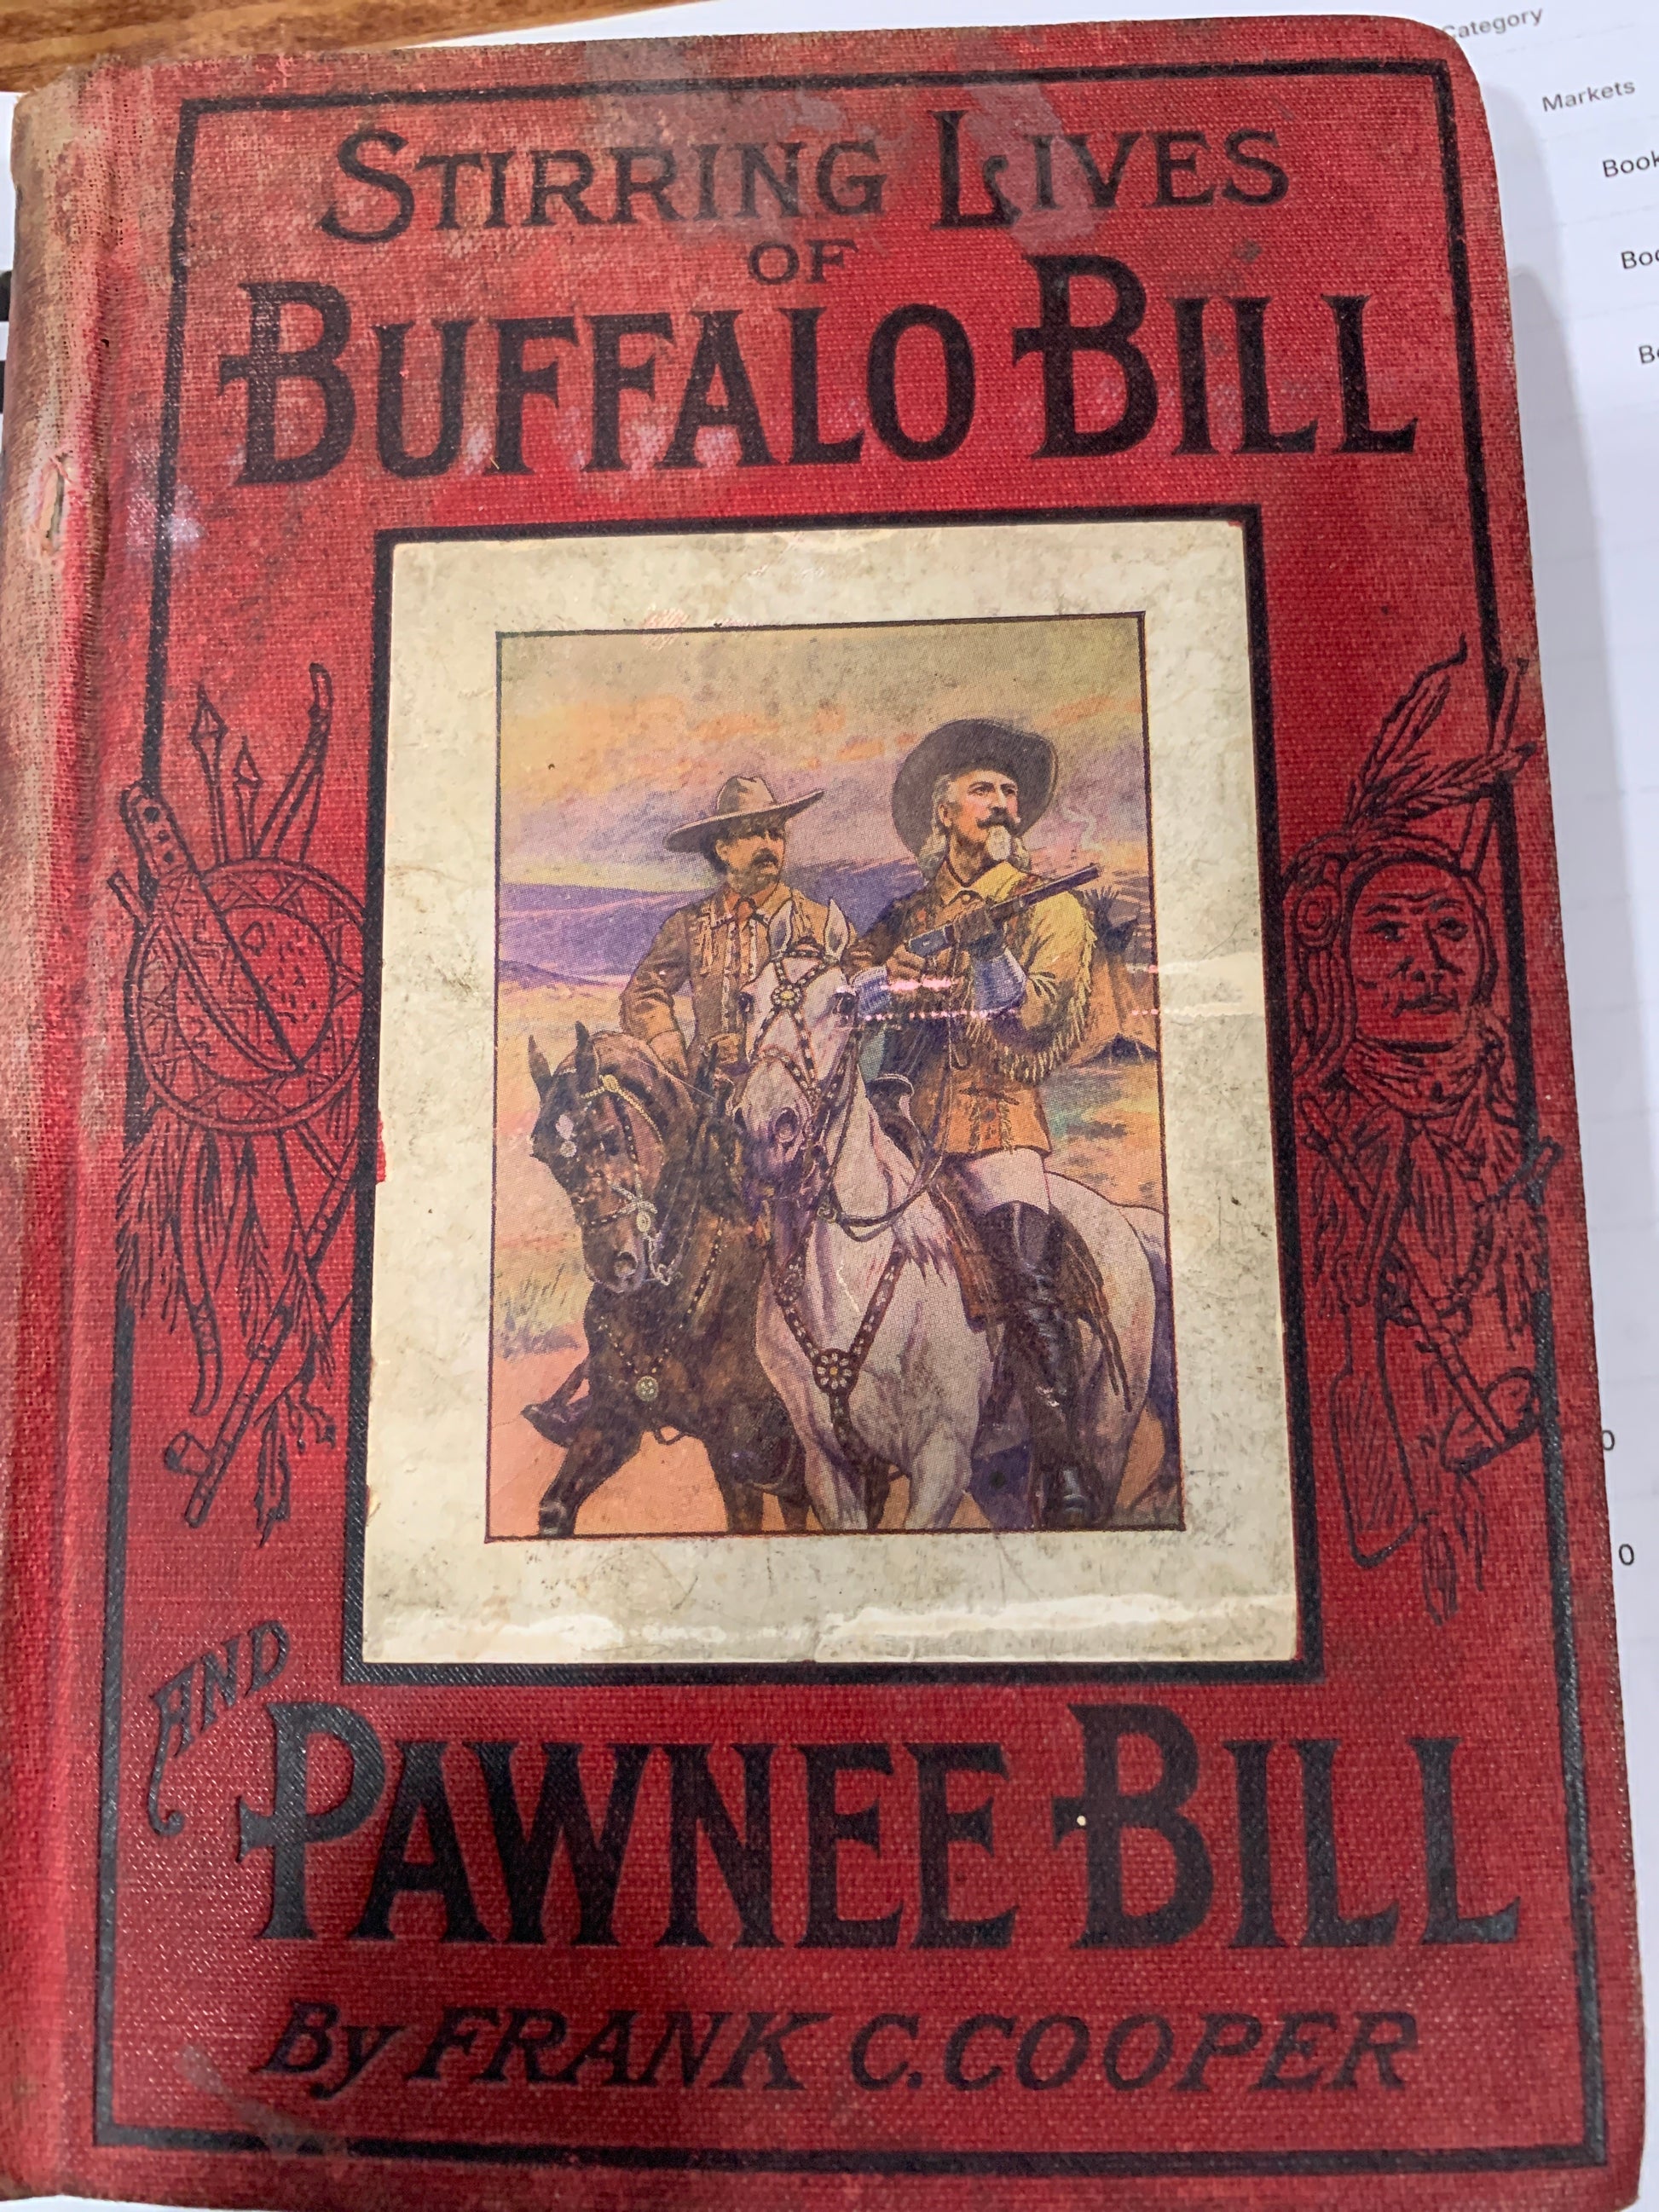 STIRRING LIVES
OF
BUFFALO BILL
AND
PAWNEE BILL
By FRANK C. COOPER
Category
Markets